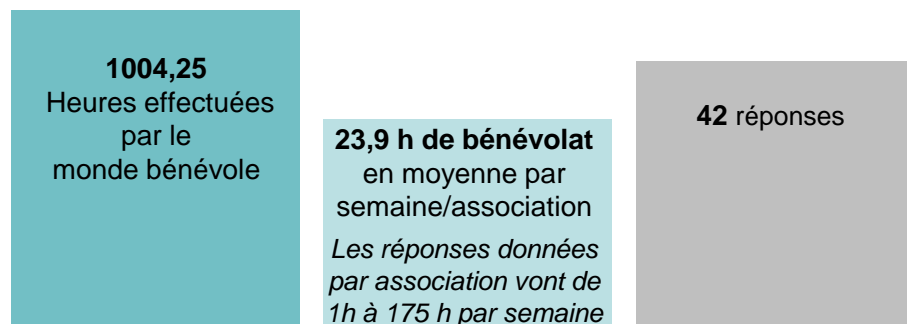 1004,25
Heures effectuées
par le
monde bénévole
23,9 h de bénévolat
en moyenne par
semaine/association
Les réponses données
par association vont de
1h à 175 h par semaine
42 réponses